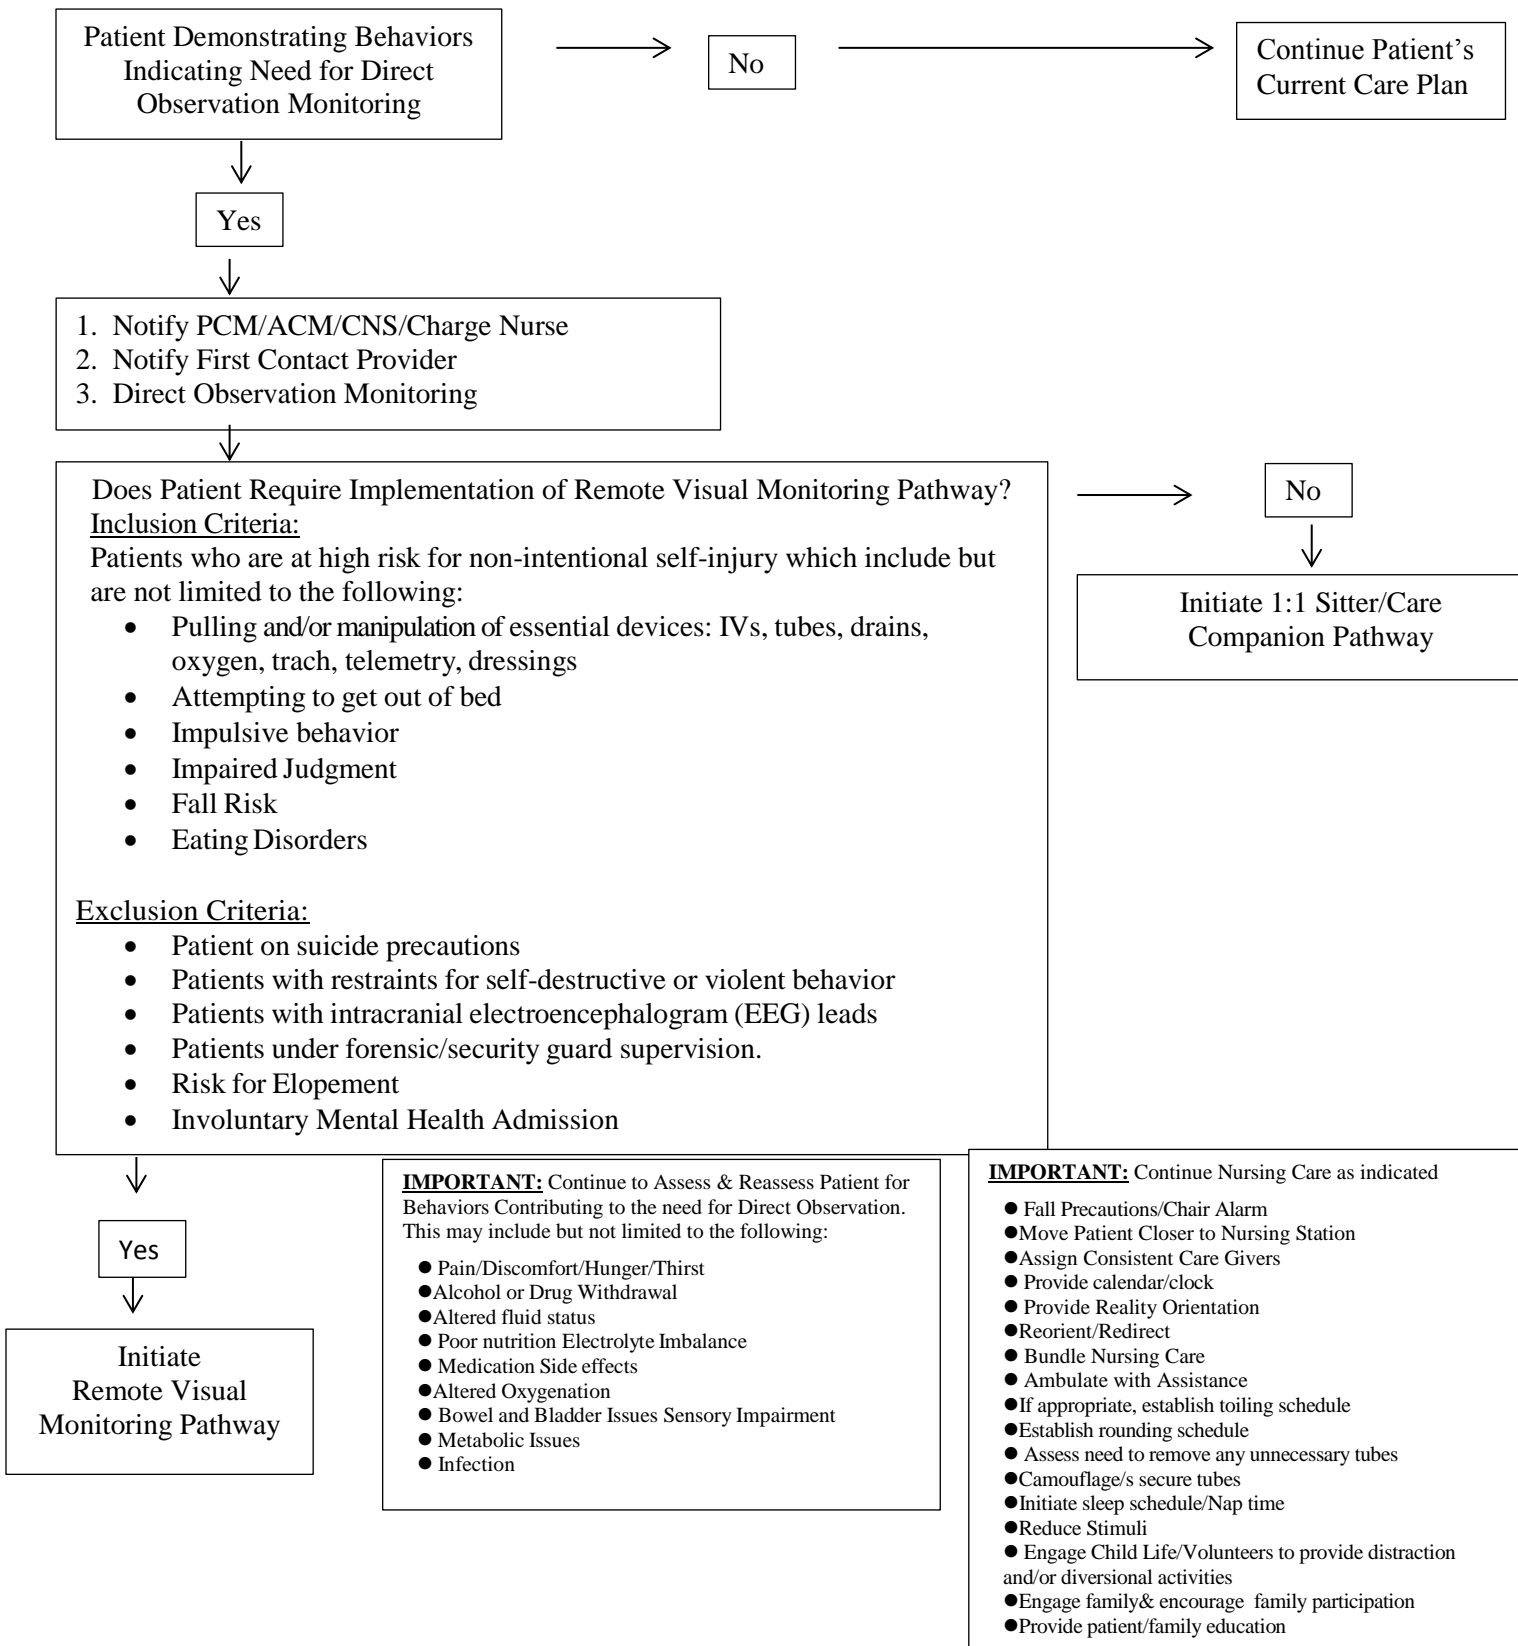 Patient Demonstrating Behaviors
Indicating Need for Direct
Observation Monitoring
No
Continue Patient's
Current Care Plan
Yes
1. Notify PCM/ACM/CNS/Charge Nurse
2. Notify First Contact Provider
3. Direct Observation Monitoring
Does Patient Require Implementation of Remote Visual Monitoring Pathway?
Inclusion Criteria:
Patients who are at high risk for non-intentional self-injury which include but
are not limited to the following:
• Pulling and/or manipulation of essential devices: IVs, tubes, drains,
oxygen, trach, telemetry, dressings
• Attempting to get out of bed
• Impulsive behavior
• Impaired Judgment
• Fall Risk
• Eating Disorders
Exclusion Criteria:
• Patient on suicide precautions
• Patients with restraints for self-destructive or violent behavior
• Patients with intracranial electroencephalogram (EEG) leads
• Patients under forensic/security guard supervision.
• Risk for Elopement
• Involuntary Mental Health Admission
No
Initiate 1:1 Sitter/Care
Companion Pathway
Yes
Initiate
Remote Visual
Monitoring Pathway
IMPORTANT: Continue to Assess & Reassess Patient for
Behaviors Contributing to the need for Direct Observation.
This may include but not limited to the following:
● Pain/Discomfort/Hunger/Thirst
●Alcohol or Drug Withdrawal
●Altered fluid status
● Poor nutrition Electrolyte Imbalance
● Medication Side effects
●Altered Oxygenation
● Bowel and Bladder Issues Sensory Impairment
● Metabolic Issues
● Infection
IMPORTANT: Continue Nursing Care as indicated
● Fall Precautions/Chair Alarm
●Move Patient Closer to Nursing Station
●Assign Consistent Care Givers
● Provide calendar/clock
● Provide Reality Orientation
●Reorient/Redirect
● Bundle Nursing Care
● Ambulate with Assistance
●If appropriate, establish toiling schedule
●Establish rounding schedule
● Assess need to remove any unnecessary tubes
●Camouflage/s secure tubes
●Initiate sleep schedule/Nap time
●Reduce Stimuli
● Engage Child Life/Volunteers to provide distraction
and/or diversional activities
●Engage family& encourage family participation
●Provide patient/family education